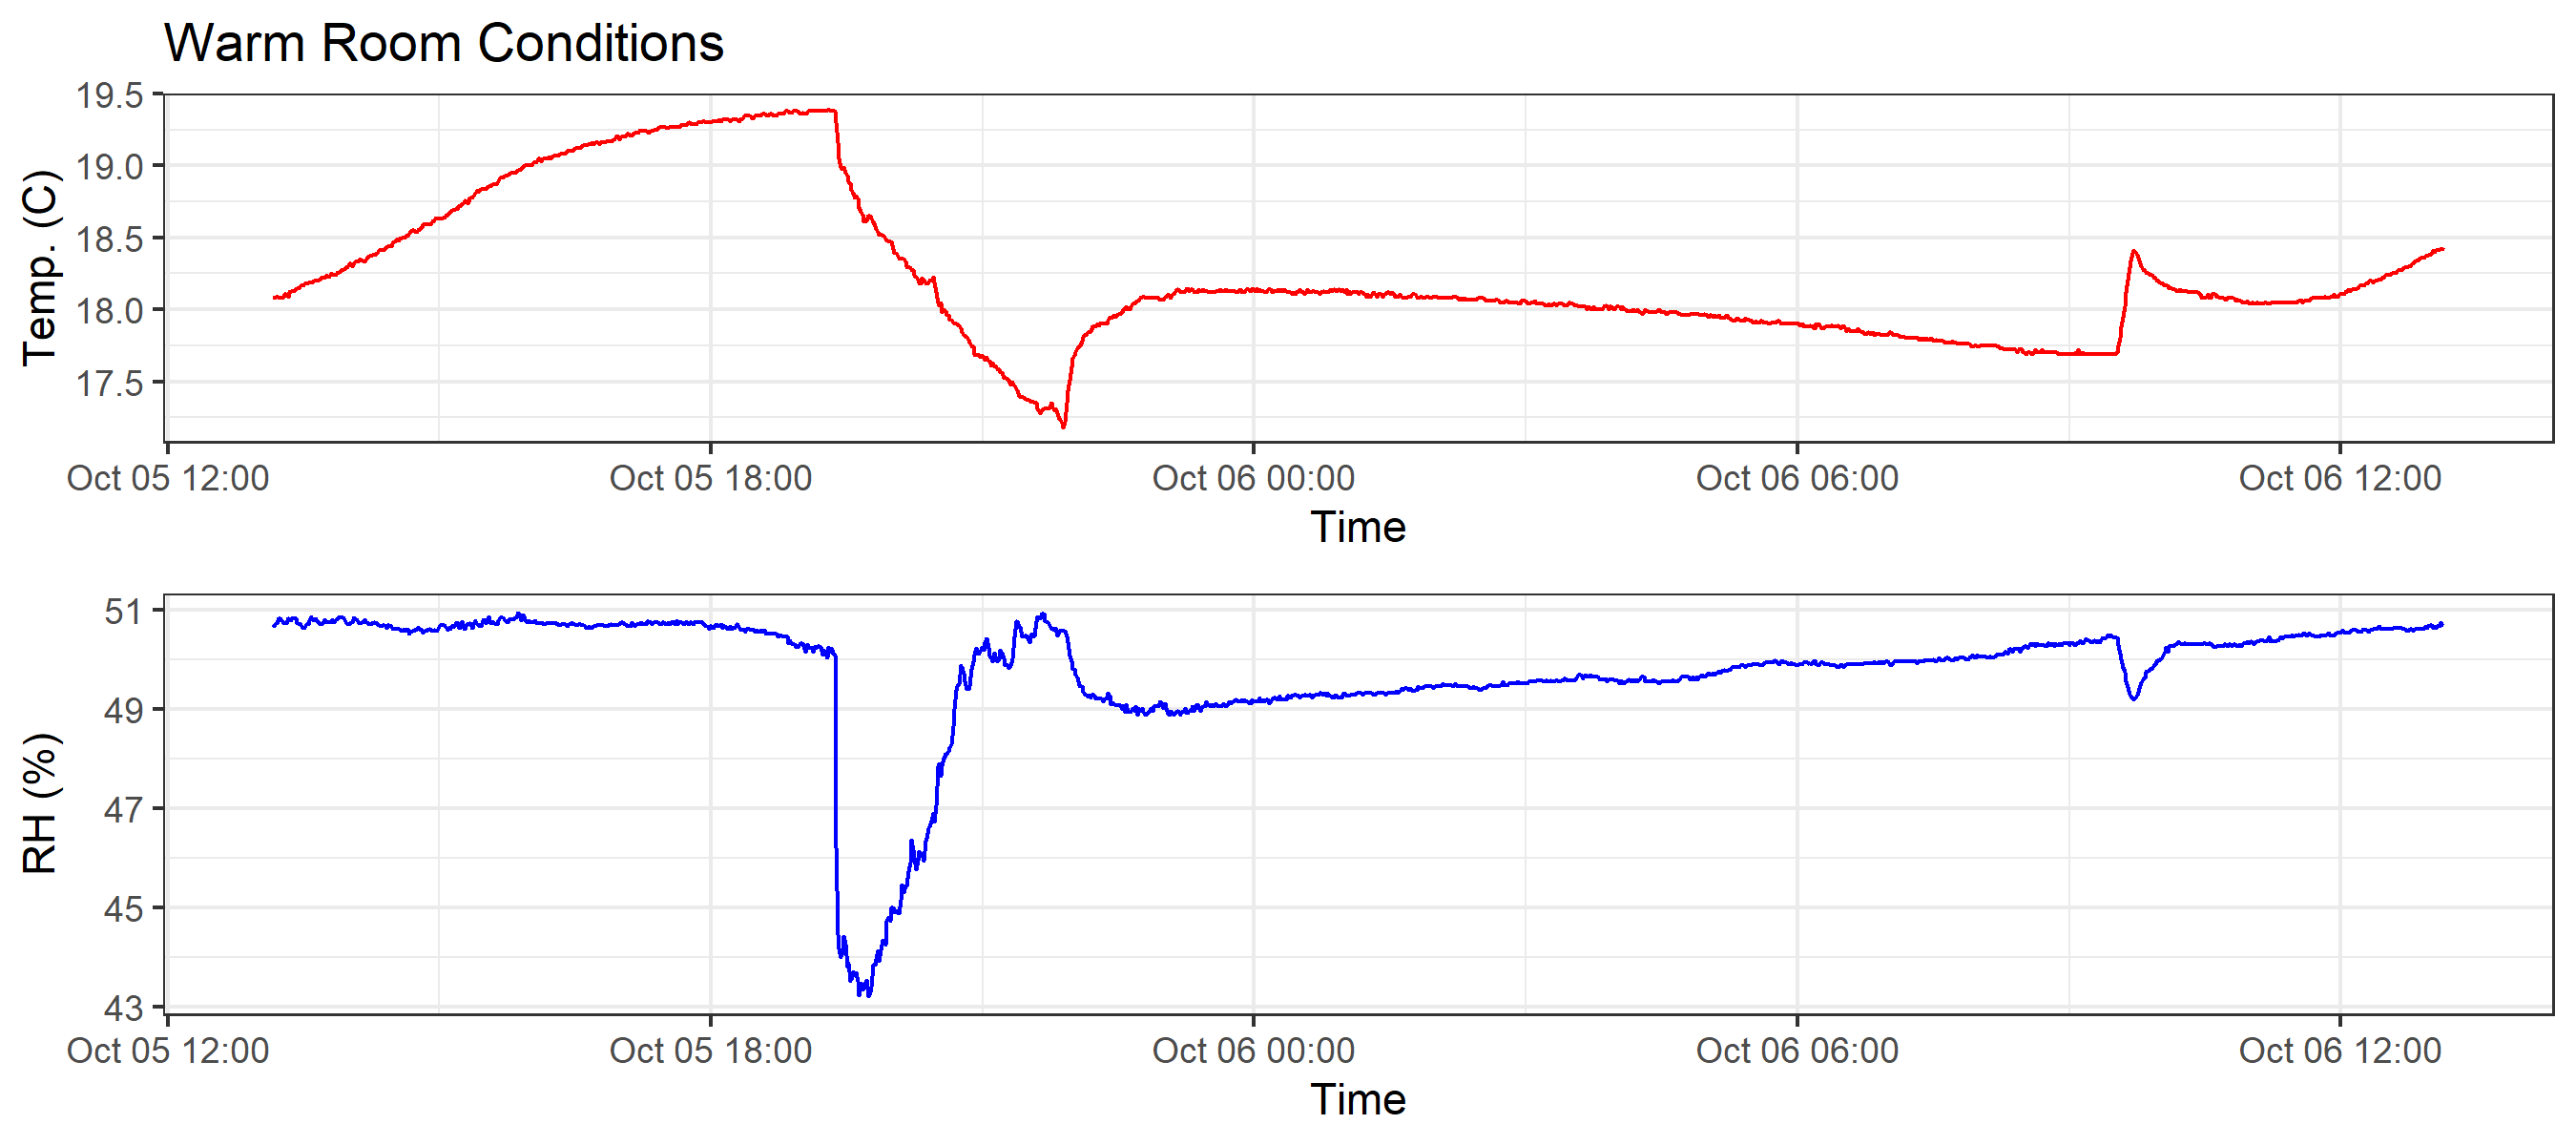 Warm Room Conditions
19.5
19.0
18.5
18.0
17.5
Temp. (C)
Oct 05 12:00 Oct 05 18:00 Oct 06 00:00 Oct 06 06:00 Oct 06 12:00
Time
51
49
47
45
43
RH (%)
Oct 05 12:00 Oct 05 18:00 Oct 06 00:00 Oct 06 06:00 Oct 06 12:00
Time